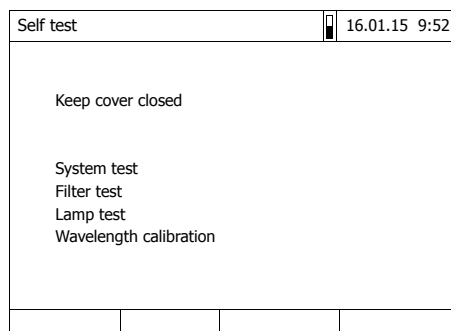 Self test
16.01.15 9:52
Keep cover closed
System test
Filter test
Lamp test
Wavelength calibration